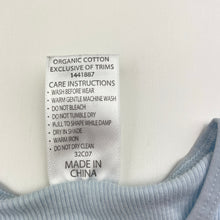 ORGANIC COTTON
EXCLUSIVE OF TRIMS
1441887
CARE INSTRUCTIONS
• WASH BEFORE WEAR
• WARM GENTLE MACHINE WASH
• DO NOT BLEACH
• DO NOT TUMBLE DRY
• PULL TO SHAPE WHILE DAMP
• DRY IN SHADE
• WARM IRON
• DO NOT DRY CLEAN
32C07
MADE IN
CHINA